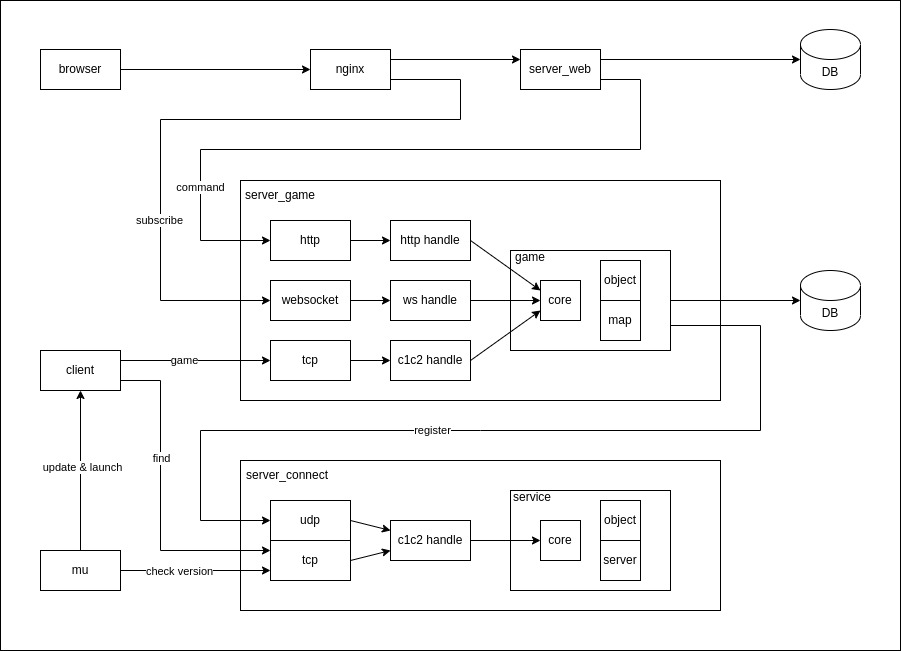 browser
nginx
server_web
DB
command
subscribe
server_game
http
http handle
game
object
websocket
ws handle
core
map
DB
client
game
tcp
c1c2 handle
register
update & launch
find
server_connect
service
udp
object
c1c2 handle
core
tcp
server
mu
check version